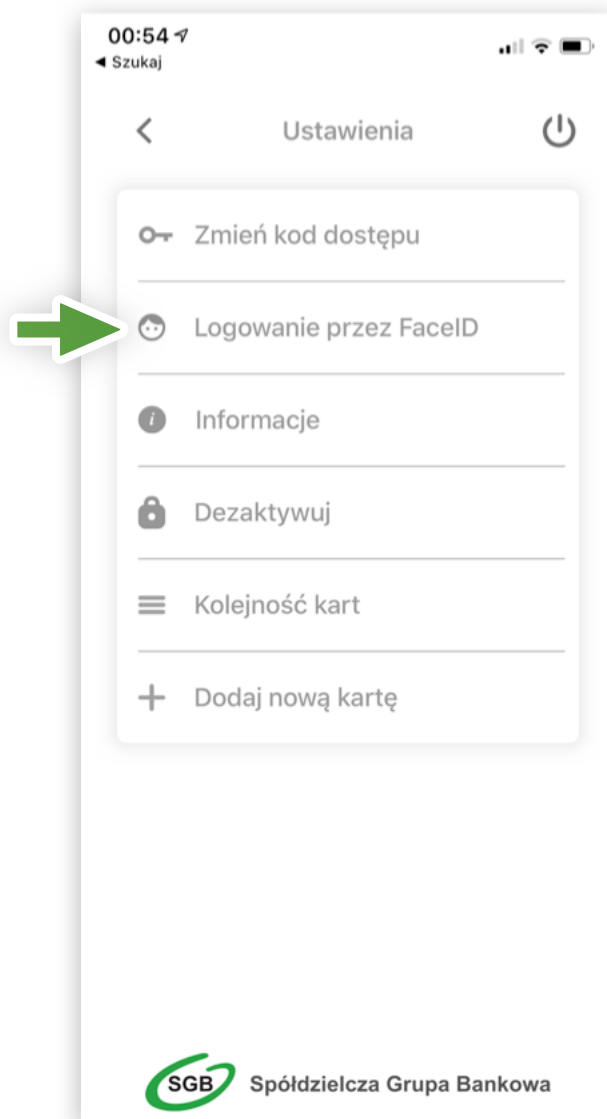 00:54
◀ Szukaj
Ustawienia
Zmień kod dostępu
Logowanie przez FaceID
Informacje
Dezaktywuj
Kolejność kart
Dodaj nową kartę
SGB Spółdzielcza Grupa Bankowa